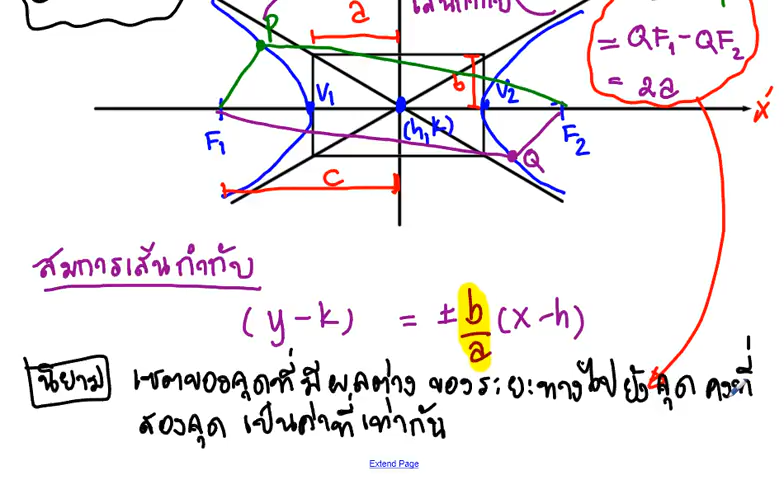 a
เส้นกำกับ
P
= QF₁ - QF₂
= 2a
b
V₁
V₂
(h,k)
F₁
F₂
Q
x'
c
สมการเส้นกำกับ
(y-k) = ± b/a (x-h)
นิยาม เซตของจุดที่ มี ผลต่าง ของระยะทางไปยังจุด คงที่
สองจุด เป็นค่าที่ เท่ากัน
Extend Page